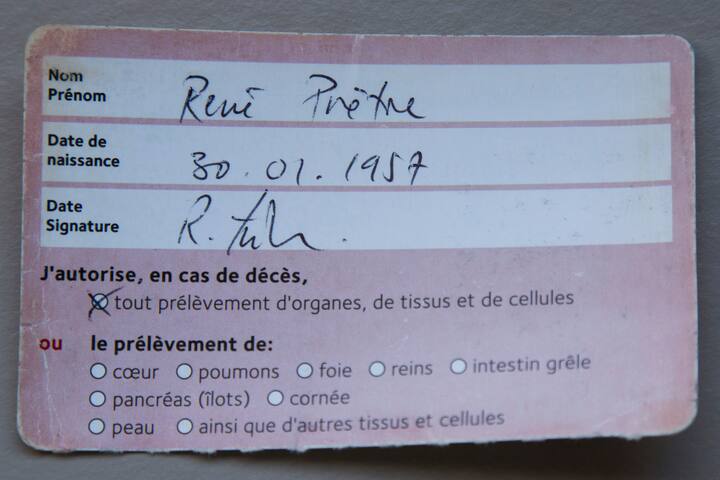 Nom
Prénom René Prêtre
Date de
naissance 30.01.1957
Date
Signature R.
J'autorise, en cas de décès,
tout prélèvement d'organes, de tissus et de cellules
ou le prélèvement de:
cœur poumons foie reins intestin grêle
pancréas (îlots) cornée
peau ainsi que d'autres tissus et cellules